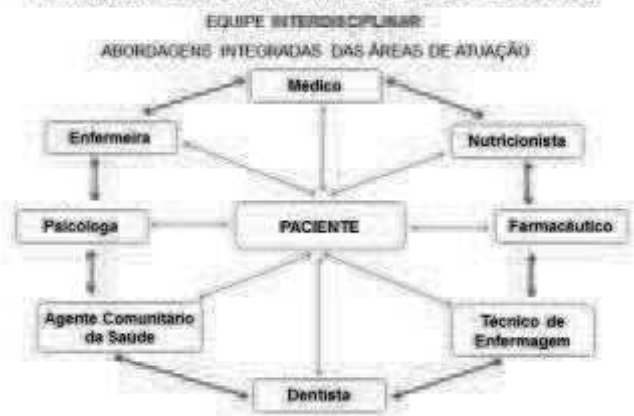 EQUIPE INTERDISCIPLINAR
ABORDAGENS INTEGRADAS DAS ÁREAS DE ATUAÇÃO
Médico
Enfermeira
Nutricionista
Psicóloga
PACIENTE
Farmacêutico
Agente Comunitário
da Saúde
Técnico de
Enfermagem
Dentista